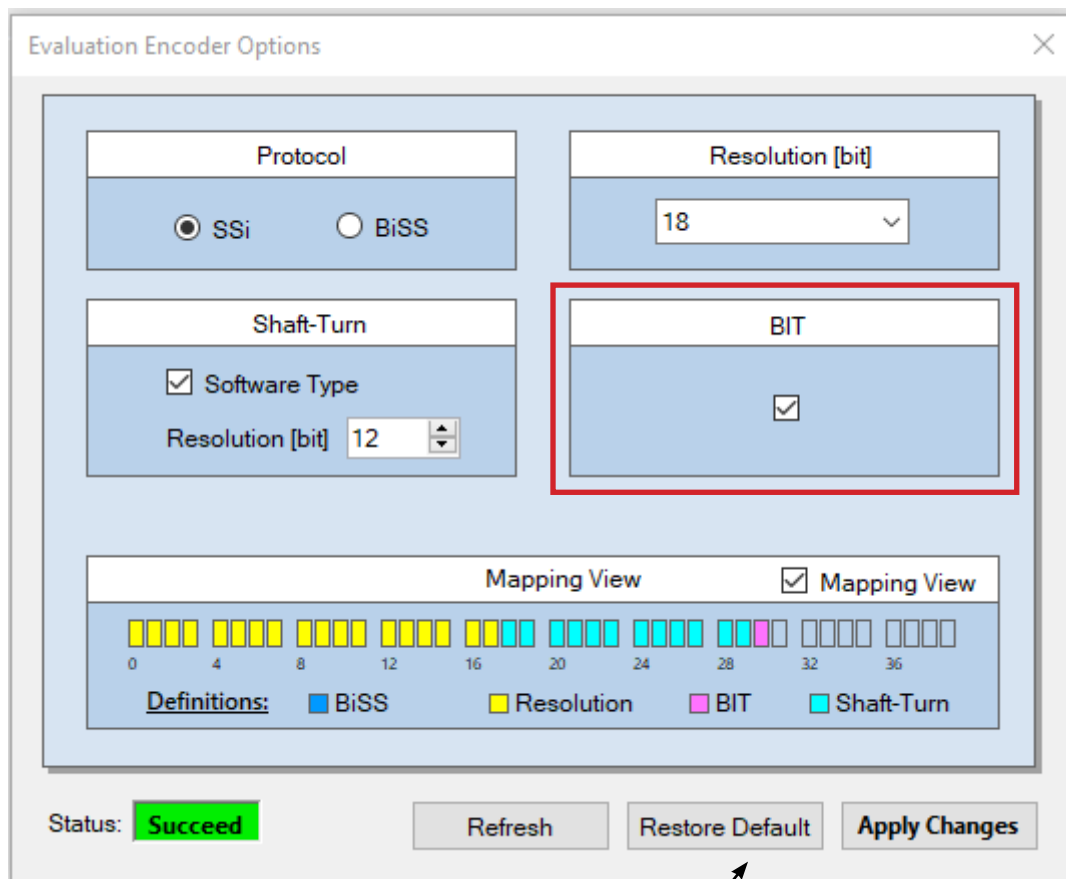 Evaluation Encoder Options
Protocol
SSi
BiSS
Resolution [bit]
18
Shaft-Turn
Software Type
Resolution [bit] 12
BIT
Mapping View
Mapping View
0 4 8 12 16 20 24 28 32 36
Definitions: BiSS Resolution BIT Shaft-Turn
Status: Succeed
Refresh
Restore Default
Apply Changes